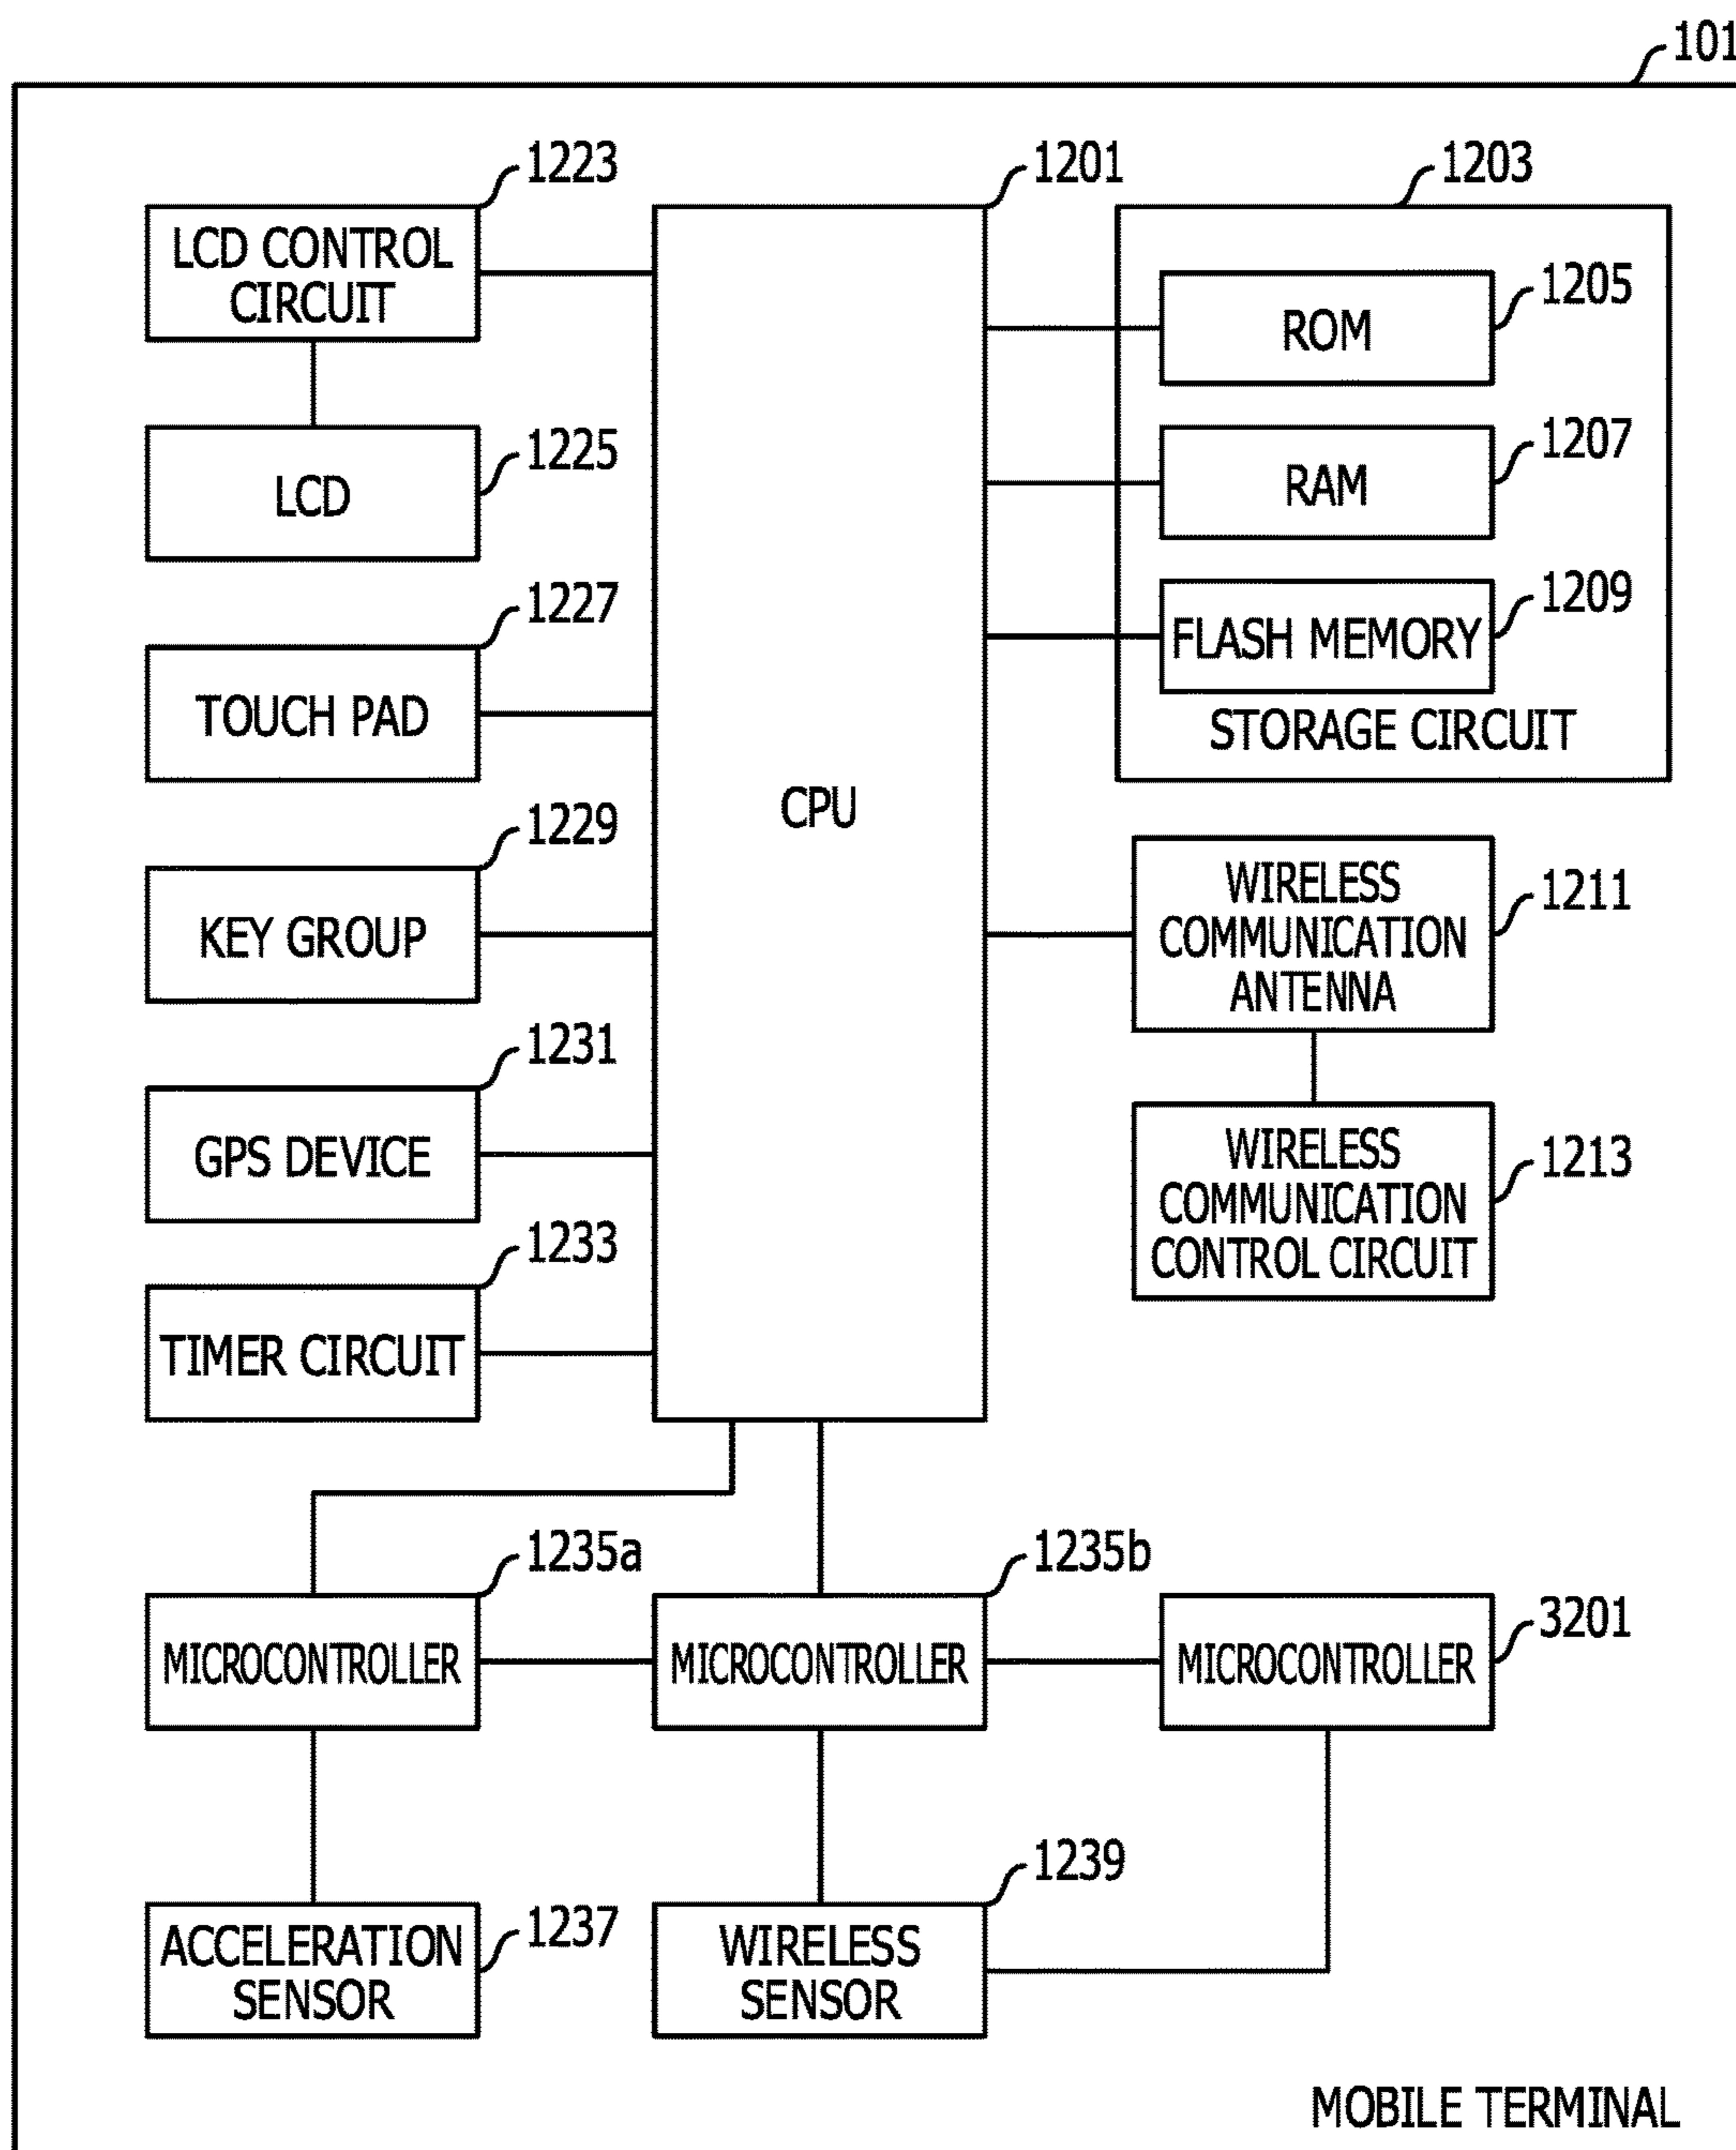 101
1223
1201
1203
LCD CONTROL
CIRCUIT
1205
ROM
1225
LCD
1207
RAM
1227
1209
FLASH MEMORY
TOUCH PAD
STORAGE CIRCUIT
CPU
1229
KEY GROUP
WIRELESS
COMMUNICATION
ANTENNA
1211
1231
GPS DEVICE
WIRELESS
COMMUNICATION
CONTROL CIRCUIT
1213
1233
TIMER CIRCUIT
1235a
1235b
3201
MICROCONTROLLER
MICROCONTROLLER
MICROCONTROLLER
1239
1237
ACCELERATION
SENSOR
WIRELESS
SENSOR
MOBILE TERMINAL